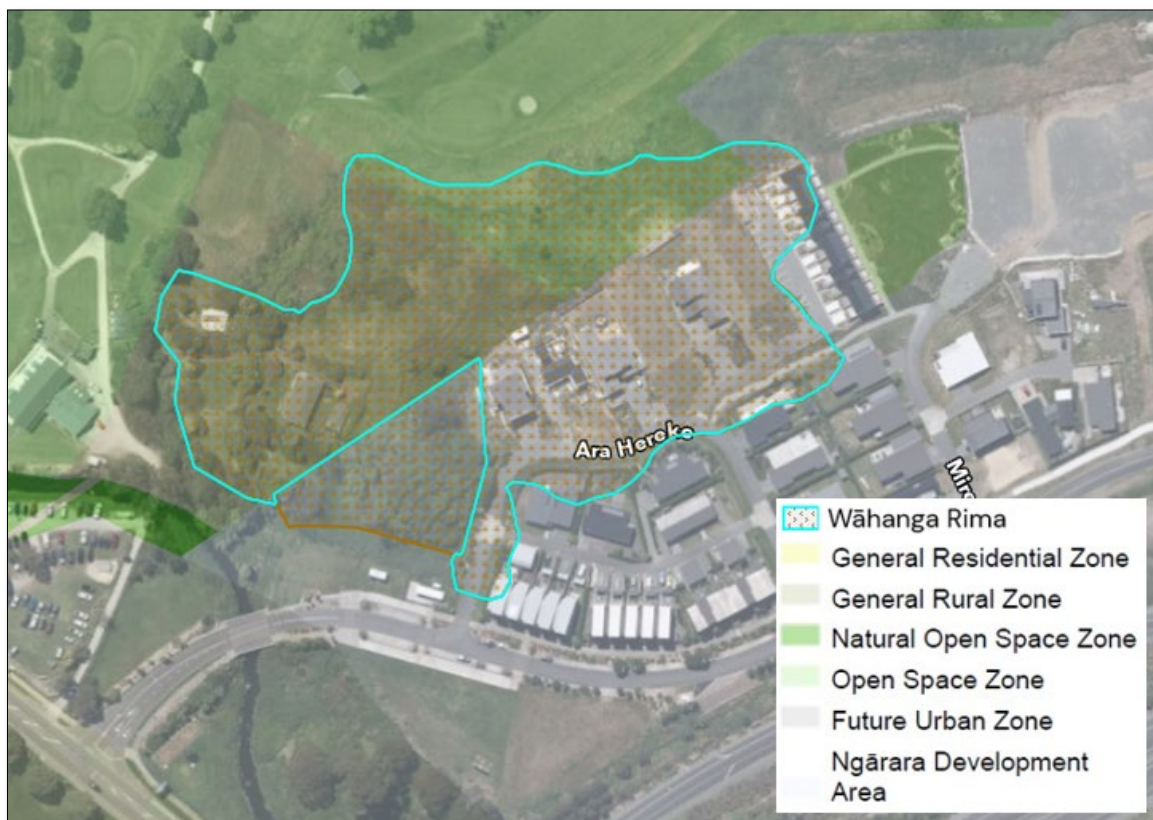 Ara Hereke
Wāhanga Rima
General Residential Zone
General Rural Zone
Natural Open Space Zone
Open Space Zone
Future Urban Zone
Ngārara Development
Area